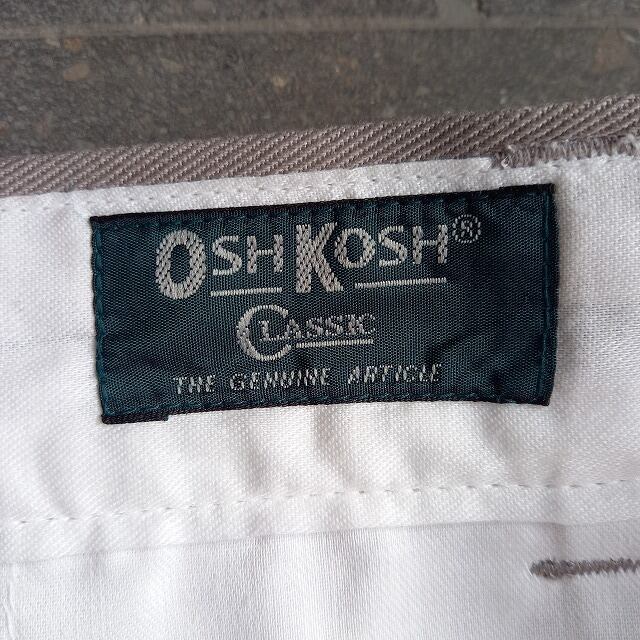 OSHKOSH®
CLASSIC
THE GENUINE ARTICLE